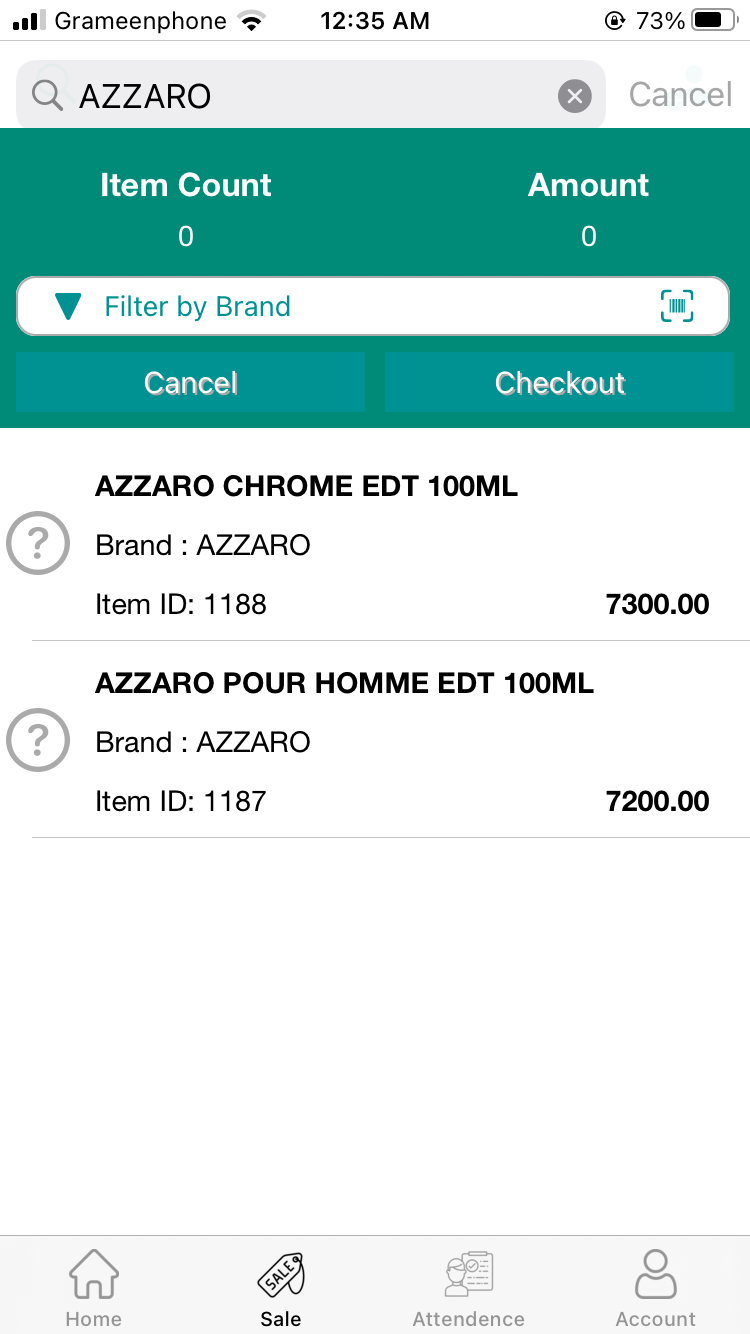 Grameenphone 12:35 AM 73%
AZZARO Cancel
Item Count Amount
0 0
Filter by Brand
Cancel Checkout
AZZARO CHROME EDT 100ML
? Brand : AZZARO
Item ID: 1188 7300.00
AZZARO POUR HOMME EDT 100ML
? Brand : AZZARO
Item ID: 1187 7200.00
SALE
Home Sale Attendence Account